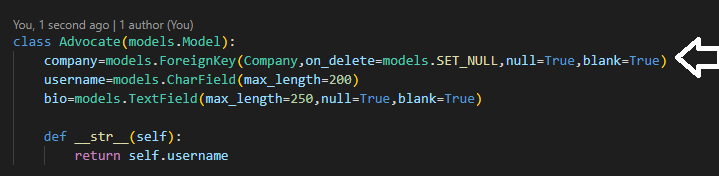 You, 1 second ago | 1 author (You)
class Advocate(models.Model):
    company=models.ForeignKey(Company,on_delete=models.SET_NULL,null=True,blank=True)
    username=models.CharField(max_length=200)
    bio=models.TextField(max_length=250,null=True,blank=True)
    def __str__(self):
        return self.username